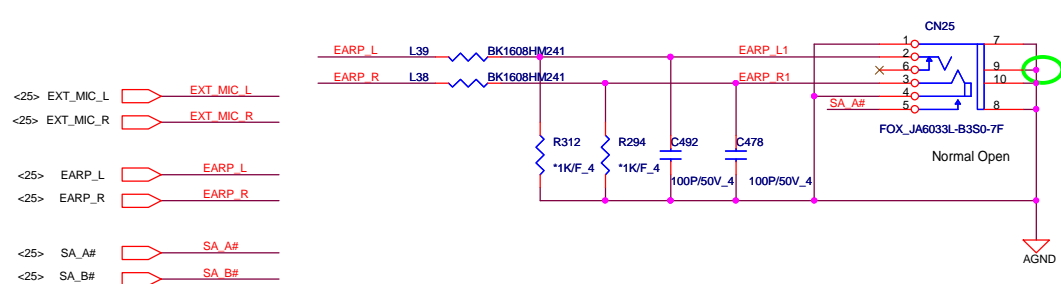 CN25
EARP_L L39 BK1608HM241 EARP_L1
1 7
2
6 9
EARP_R L38 BK1608HM241 EARP_R1 3 10
4
SA_A# 5 8
FOX_JA6033L-B3S0-7F
Normal Open
<25> EXT_MIC_L EXT_MIC_L
<25> EXT_MIC_R EXT_MIC_R
R312 R294 C492 C478
*1K/F_4 *1K/F_4 100P/50V_4 100P/50V_4
<25> EARP_L EARP_L
<25> EARP_R EARP_R
<25> SA_A# SA_A#
<25> SA_B# SA_B#
AGND